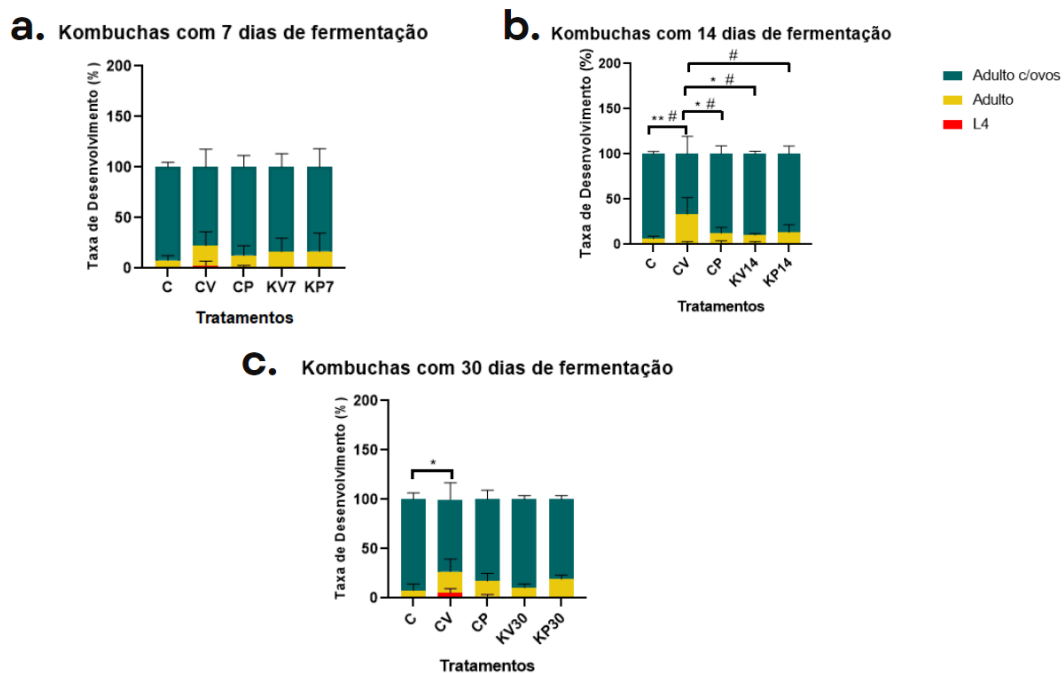 a. Kombuchas com 7 dias de fermentação
Taxa de Desenvolvimento (%)
200
150
100
50
0
C CV CP KV7 KP7
Tratamentos
b. Kombuchas com 14 dias de fermentação
Taxa de Desenvolvimento (%)
200
150
100
50
0
#
* #
* #
** #
C CV CP KV14 KP14
Tratamentos
Adulto c/ovos
Adulto
L4
c. Kombuchas com 30 dias de fermentação
Taxa de Desenvolvimento (%)
200
150
100
50
0
*
C CV CP KV30 KP30
Tratamentos